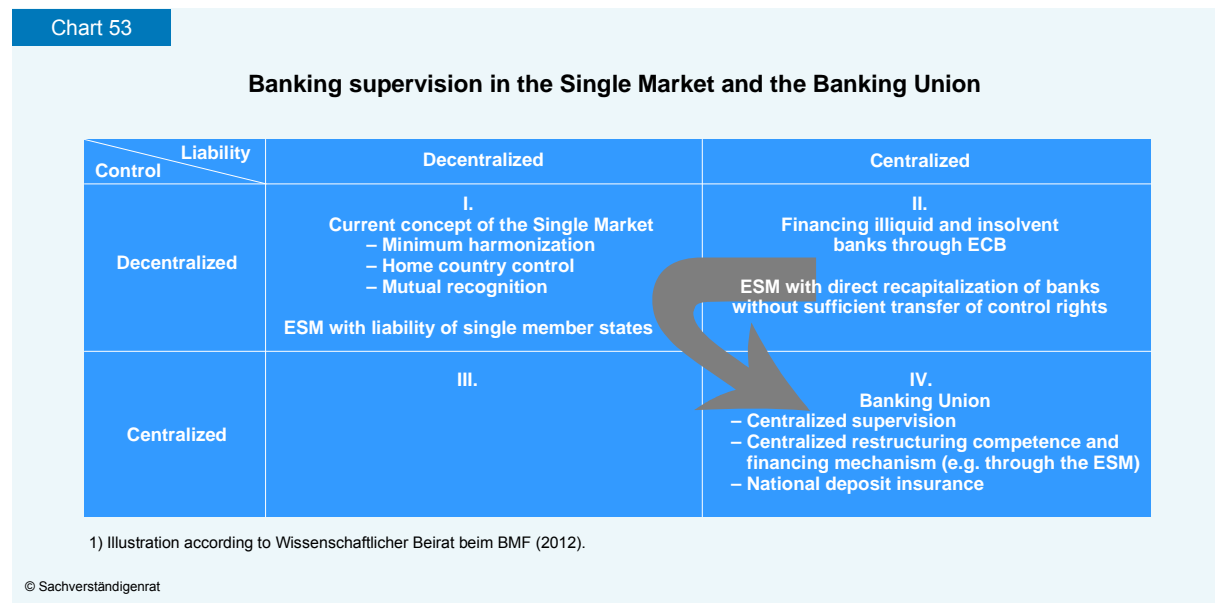 Chart 53
Banking supervision in the Single Market and the Banking Union
Liability
Control
Decentralized
Centralized
Decentralized
I.
Current concept of the Single Market
– Minimum harmonization
– Home country control
– Mutual recognition
ESM with liability of single member states
II.
Financing illiquid and insolvent
banks through ECB
ESM with direct recapitalization of banks
without sufficient transfer of control rights
Centralized
III.
IV.
Banking Union
– Centralized supervision
– Centralized restructuring competence and
financing mechanism (e.g. through the ESM)
– National deposit insurance
1) Illustration according to Wissenschaftlicher Beirat beim BMF (2012).
© Sachverständigenrat